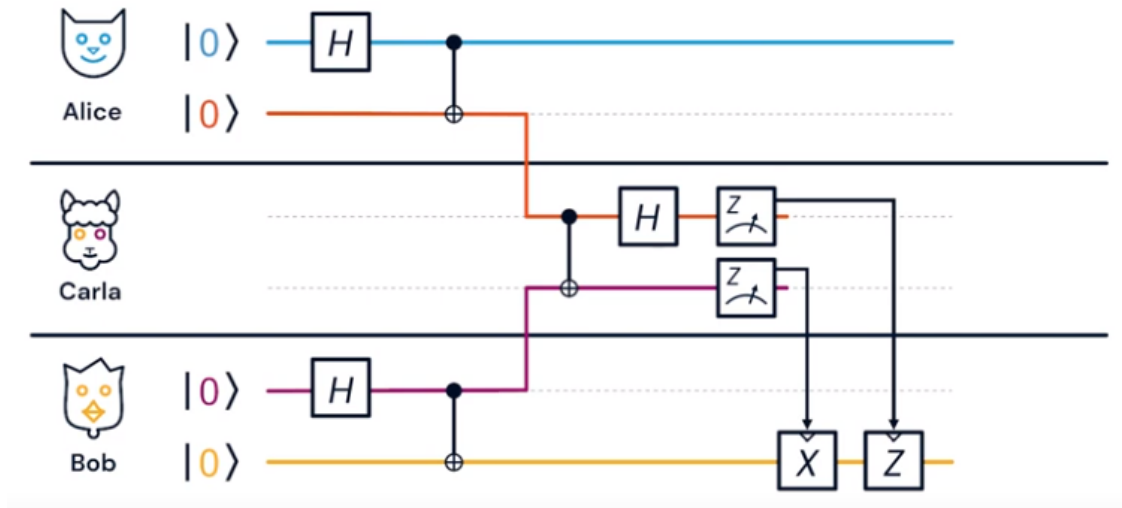 |0⟩ H
Alice |0⟩
H Z
Z
Carla
|0⟩ H
Bob |0⟩ X Z